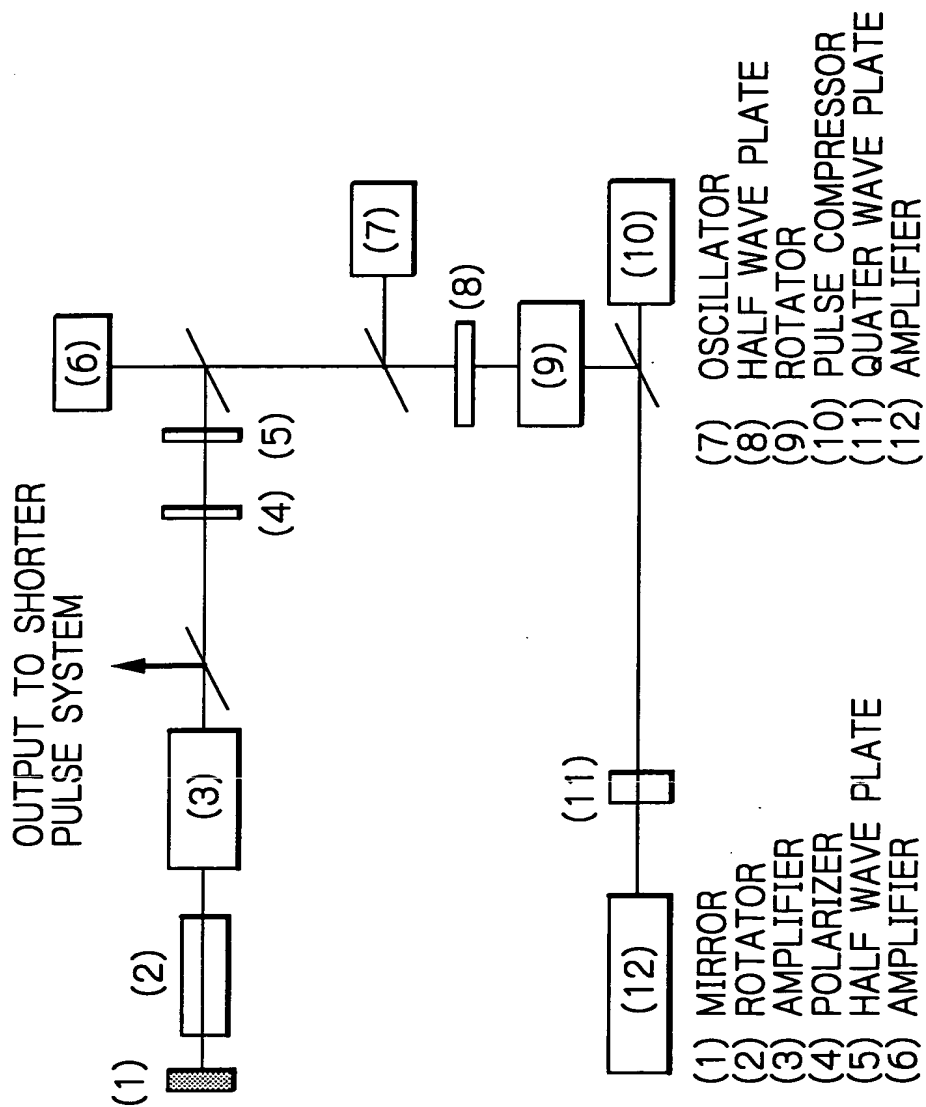 OUTPUT TO SHORTER
PULSE SYSTEM
(1)
(2)
(3)
(4)
(5)
(6)
(7)
(8)
(9)
(10)
(11)
(12)
(1) MIRROR
(2) ROTATOR
(3) AMPLIFIER
(4) POLARIZER
(5) HALF WAVE PLATE
(6) AMPLIFIER
(7) OSCILLATOR
(8) HALF WAVE PLATE
(9) ROTATOR
(10) PULSE COMPRESSOR
(11) QUATER WAVE PLATE
(12) AMPLIFIER